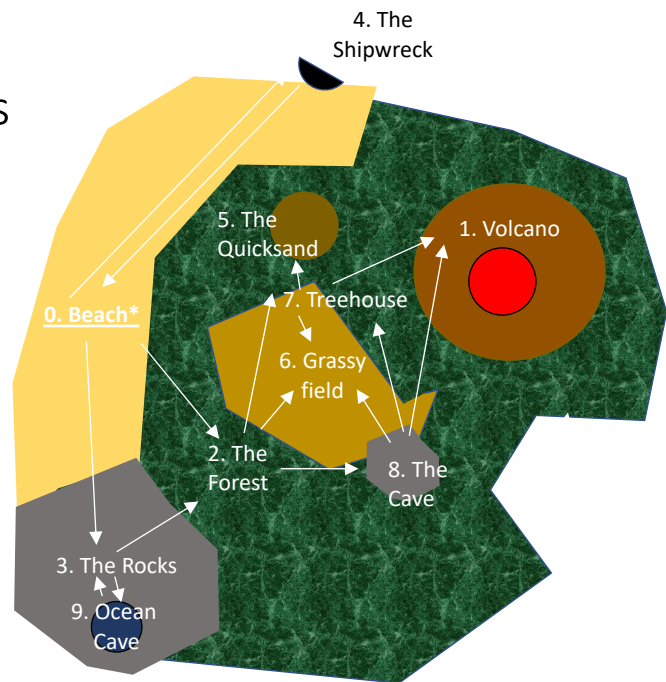 4. The
Shipwreck
S
5. The
Quicksand
1. Volcano
0. Beach*
7. Treehouse
6. Grassy
field
2. The
Forest
8. The
Cave
3. The Rocks
9. Ocean
Cave